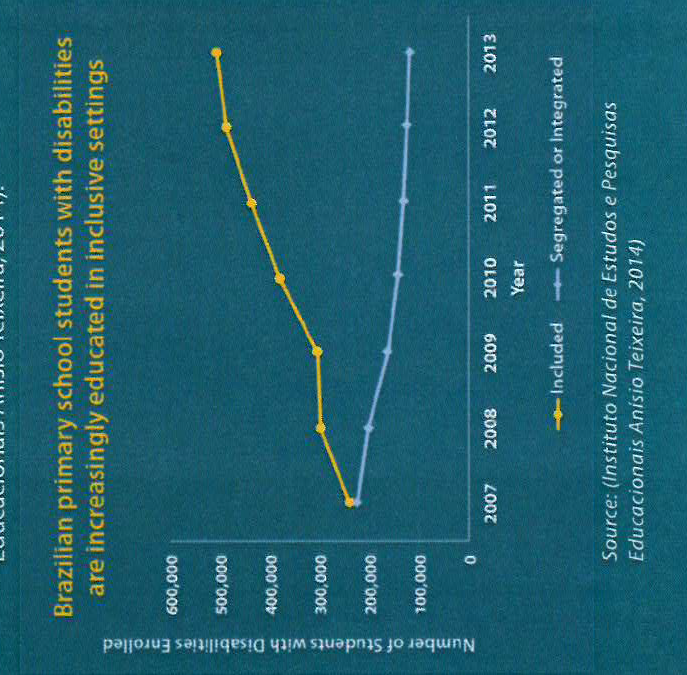 Brazilian primary school students with disabilities
are increasingly educated in inclusive settings
Number of Students with Disabilities Enrolled
600,000
500,000
400,000
300,000
200,000
100,000
0
2007 2008 2009 2010 2011 2012 2013
Year
Included Segregated or Integrated
Source: (Instituto Nacional de Estudos e Pesquisas
Educacionais Anísio Teixeira, 2014)